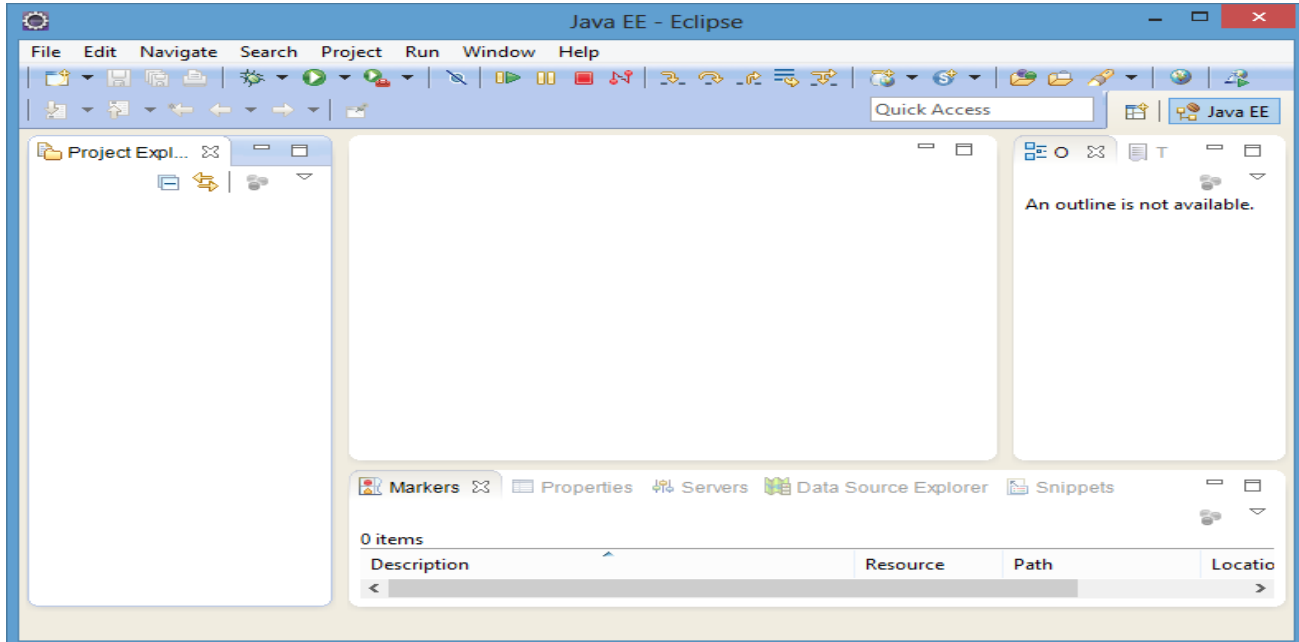 Java EE - Eclipse
File Edit Navigate Search Project Run Window Help
Quick Access
Java EE
Project Expl...
O T
An outline is not available.
Markers Properties Servers Data Source Explorer Snippets
0 items
Description Resource Path Locatio